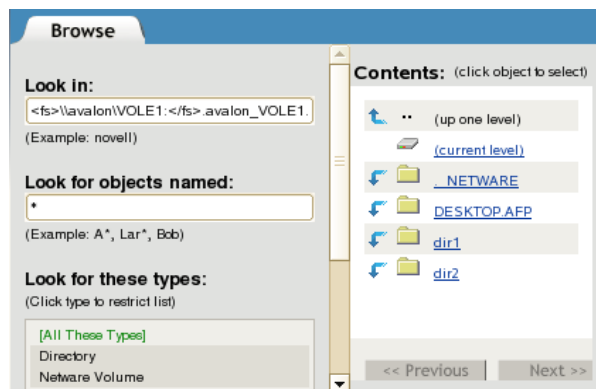 Browse
Look in:
<fs>\\avalon\VOLE1:</fs>.avalon_VOLE1.
(Example: novell)
Look for objects named:
*
(Example: A*, Lar*, Bob)
Look for these types:
(Click type to restrict list)
[All These Types]
Directory
Netware Volume
Contents: (click object to select)
.. (up one level)
(current level)
._NETWARE
DESKTOP.AFP
dir1
dir2
<< Previous
Next >>